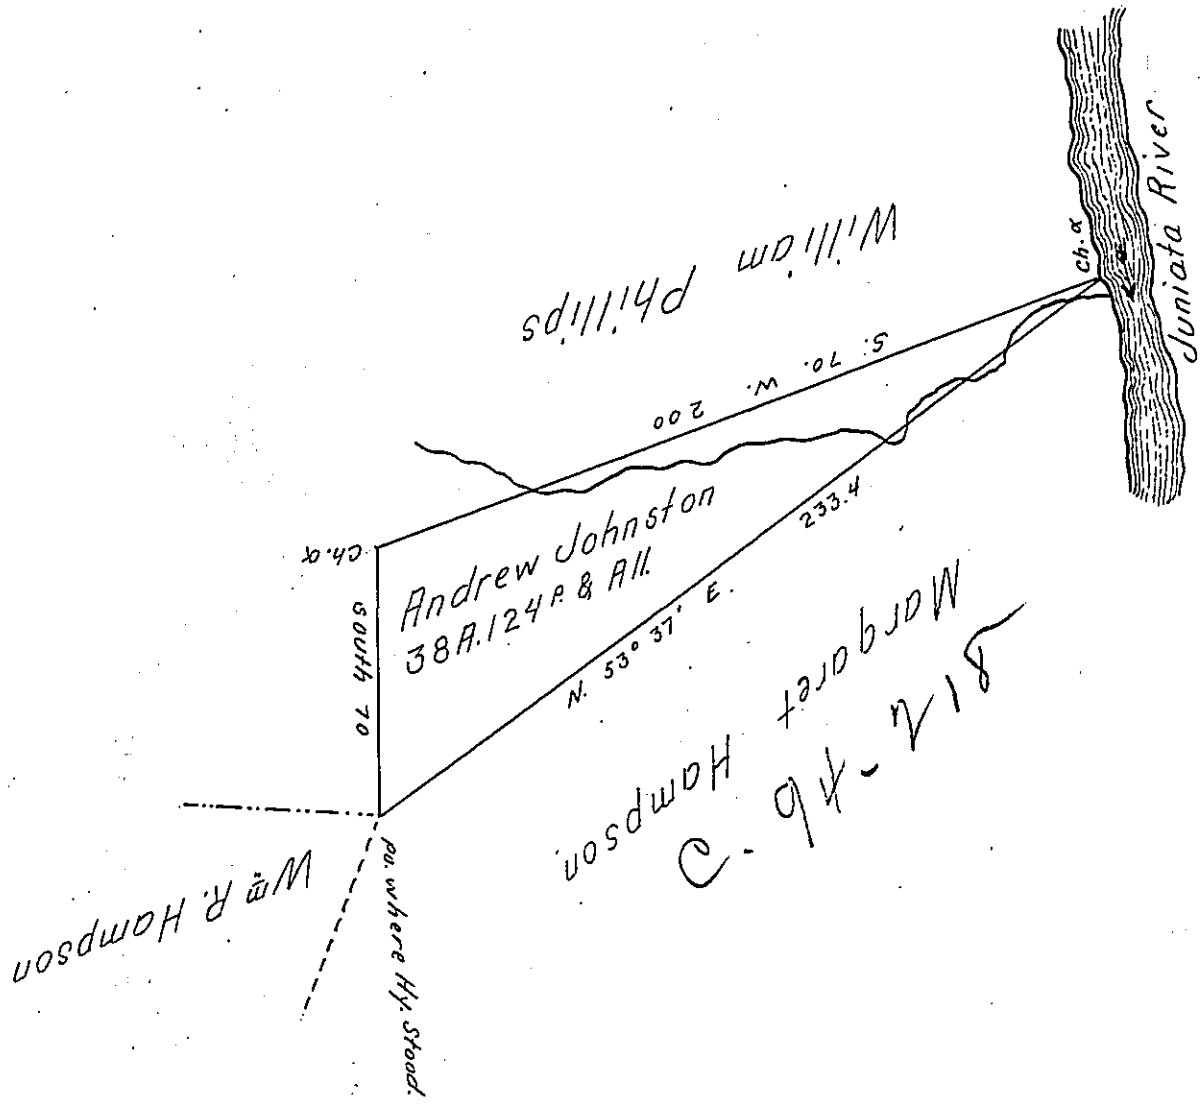 Juniata River
Ch. α
William Phillips
S. 70. W. 200
Ch. α
Andrew Johnston
38 A. 124 P. & All.
South 70
N. 53° 37' E. 233.4
Margaret Hampson.
C. 94 - 218
Wm R. Hampson
po. where Hy. Stood.